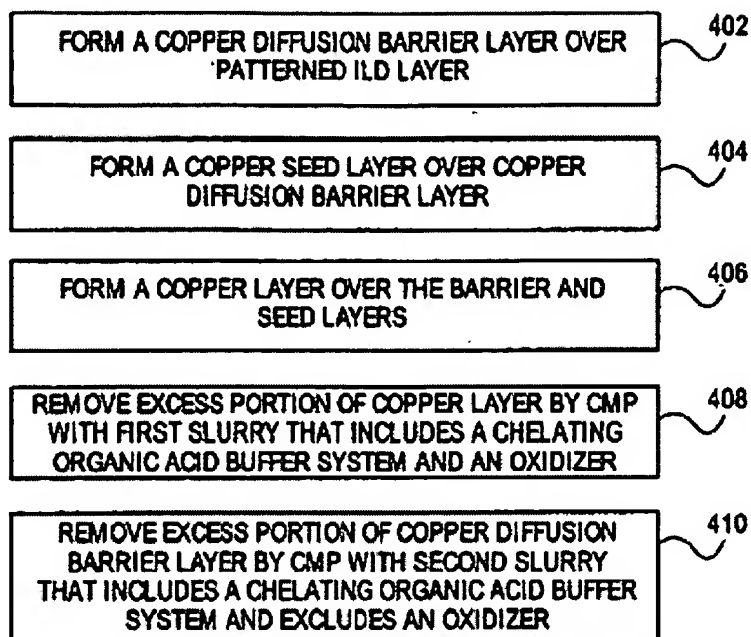 FORM A COPPER DIFFUSION BARRIER LAYER OVER
PATTERNED ILD LAYER
402
FORM A COPPER SEED LAYER OVER COPPER
DIFFUSION BARRIER LAYER
404
FORM A COPPER LAYER OVER THE BARRIER AND
SEED LAYERS
406
REMOVE EXCESS PORTION OF COPPER LAYER BY CMP
WITH FIRST SLURRY THAT INCLUDES A CHELATING
ORGANIC ACID BUFFER SYSTEM AND AN OXIDIZER
408
REMOVE EXCESS PORTION OF COPPER DIFFUSION
BARRIER LAYER BY CMP WITH SECOND SLURRY
THAT INCLUDES A CHELATING ORGANIC ACID BUFFER
SYSTEM AND EXCLUDES AN OXIDIZER
410